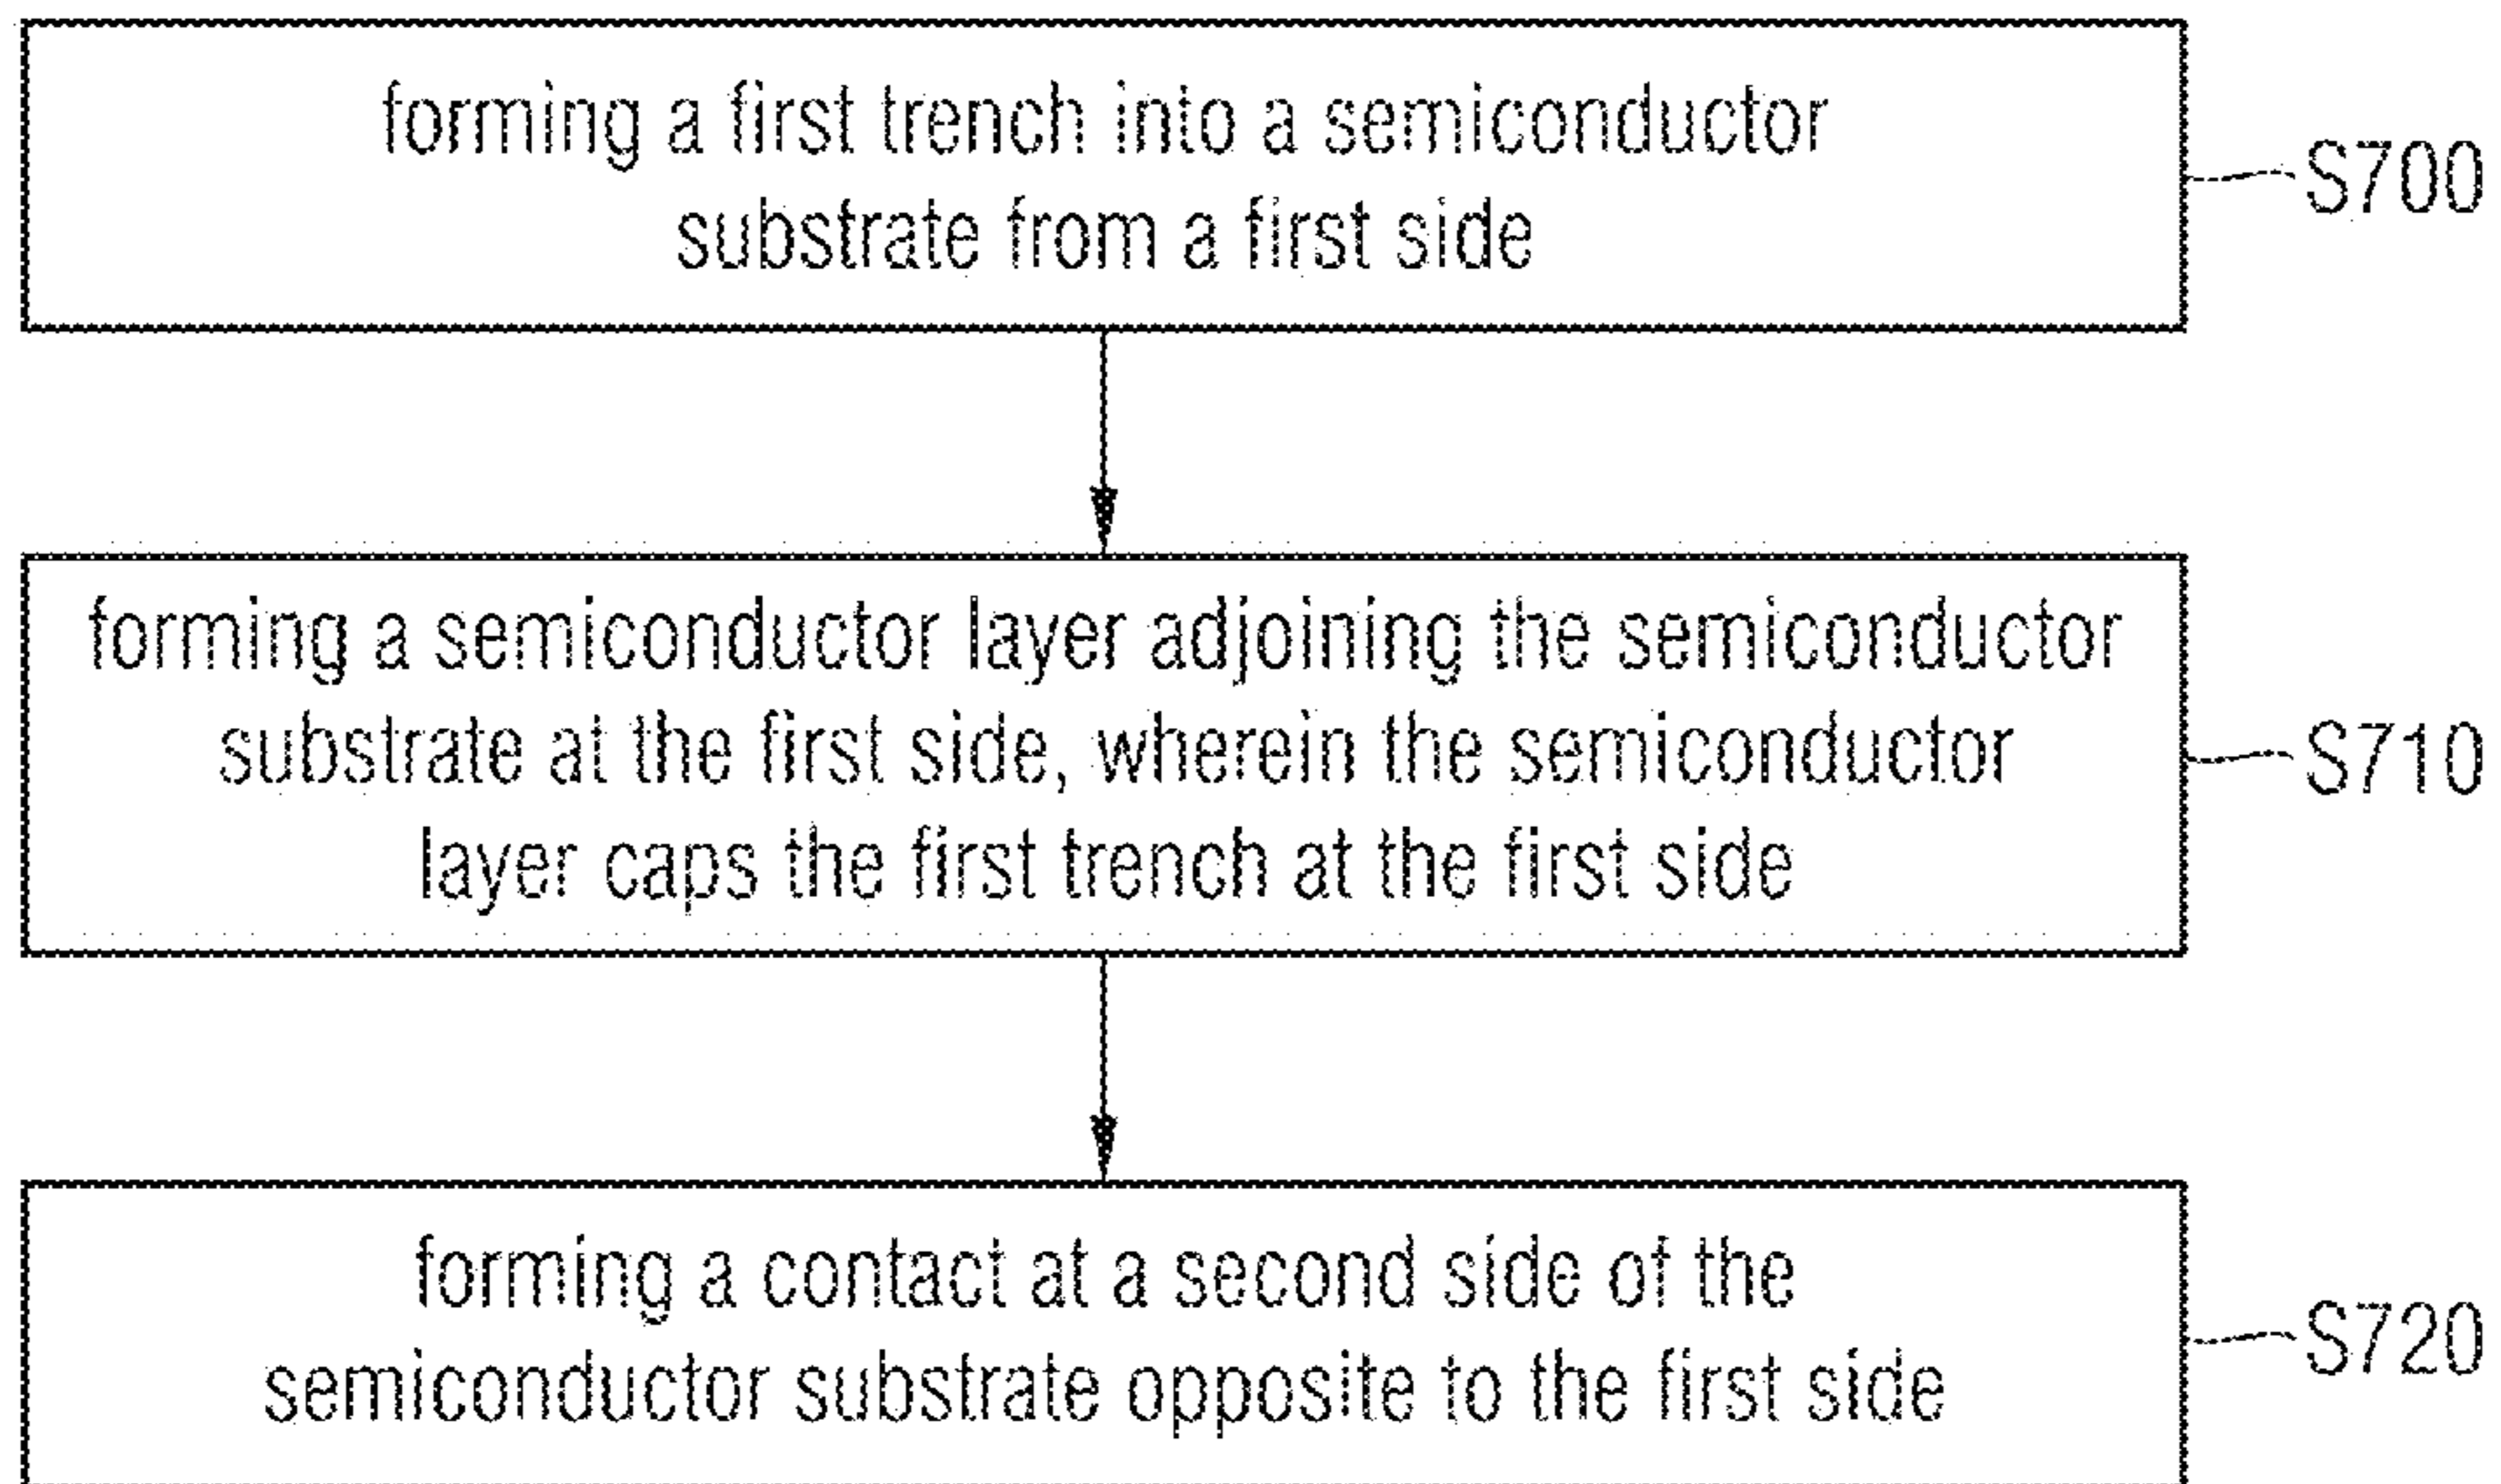 forming a first trench into a semiconductor
substrate from a first side
S700
forming a semiconductor layer adjoining the semiconductor
substrate at the first side, wherein the semiconductor
layer caps the first trench at the first side
S710
forming a contact at a second side of the
semiconductor substrate opposite to the first side
S720